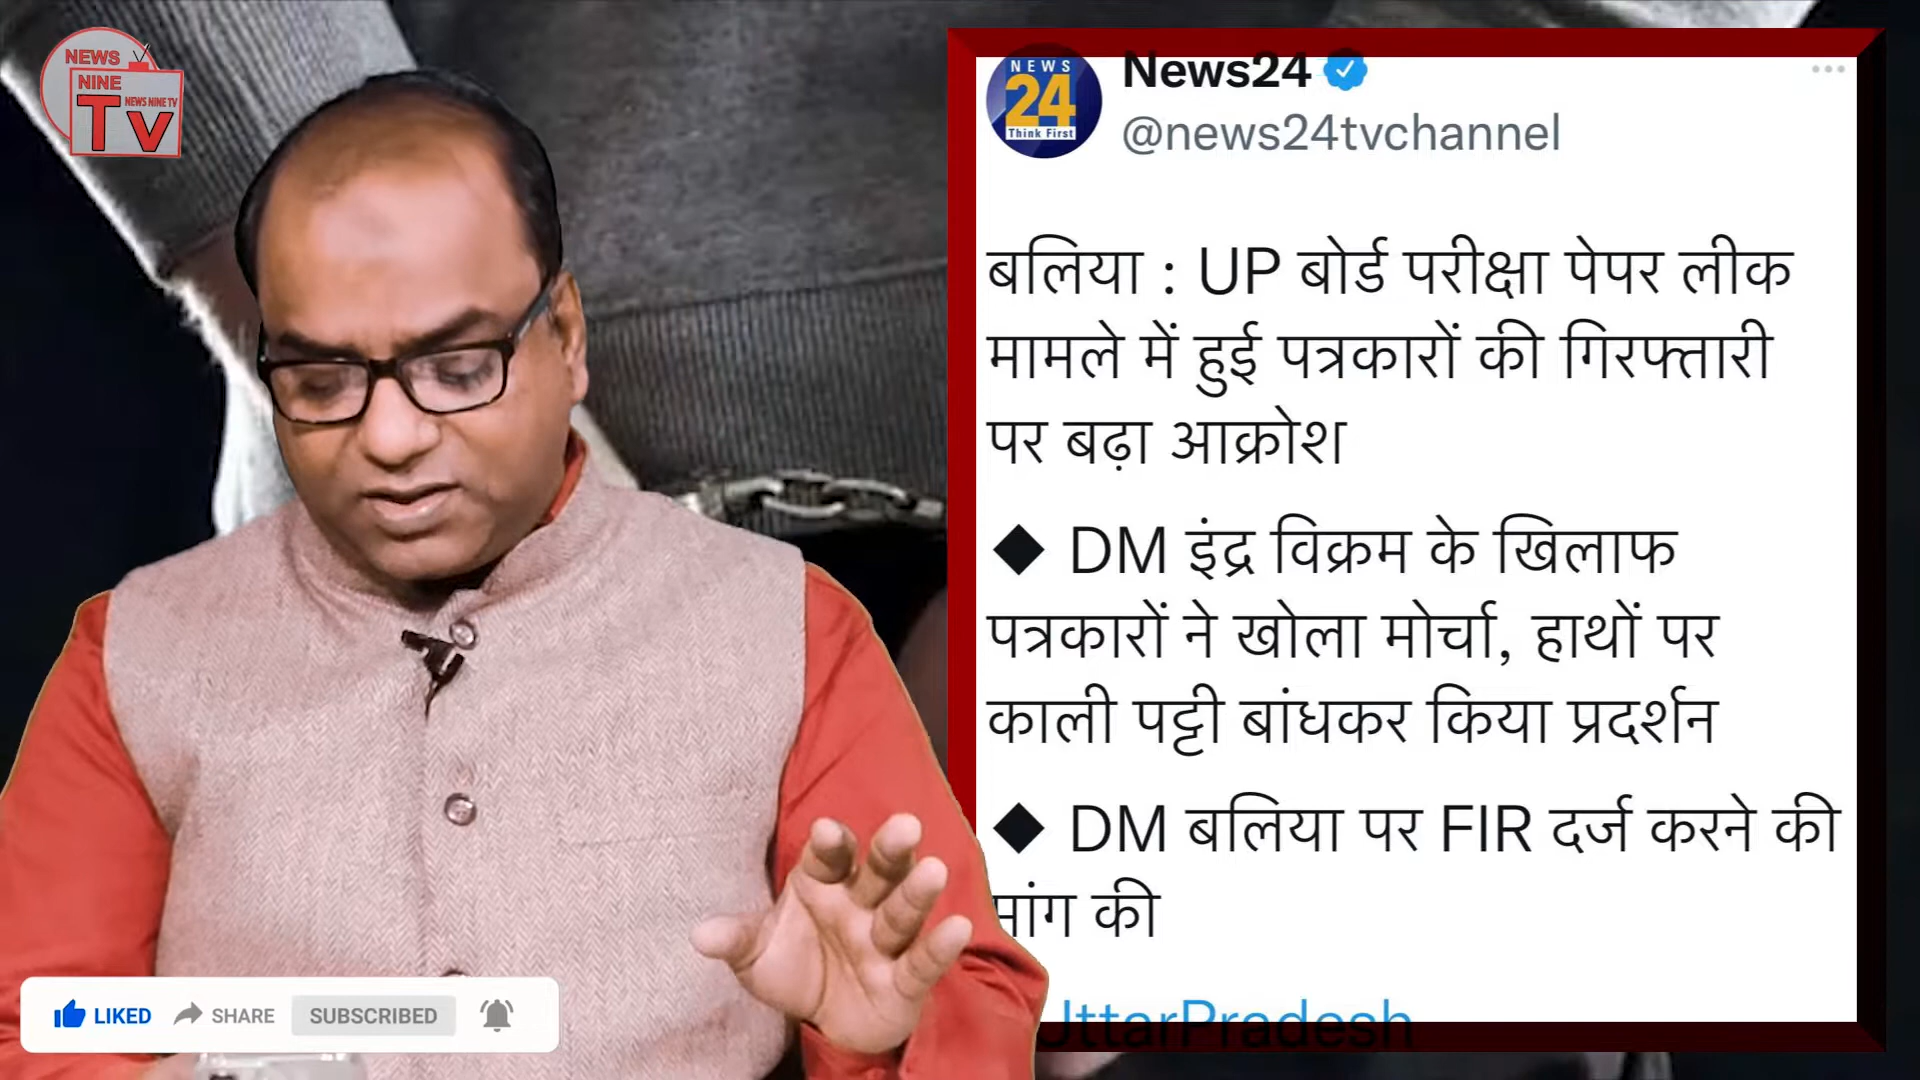 NEWS
NINE
NEWS NINE TV
TV
NEWS
24
Think First
News24
@news24tvchannel
बलिया : UP बोर्ड परीक्षा पेपर लीक
मामले में हुई पत्रकारों की गिरफ्तारी
पर बढ़ा आक्रोश
◆ DM इंद्र विक्रम के खिलाफ
पत्रकारों ने खोला मोर्चा, हाथों पर
काली पट्टी बांधकर किया प्रदर्शन
◆ DM बलिया पर FIR दर्ज करने की
मांग की
UttarPradesh
LIKED
SHARE
SUBSCRIBED